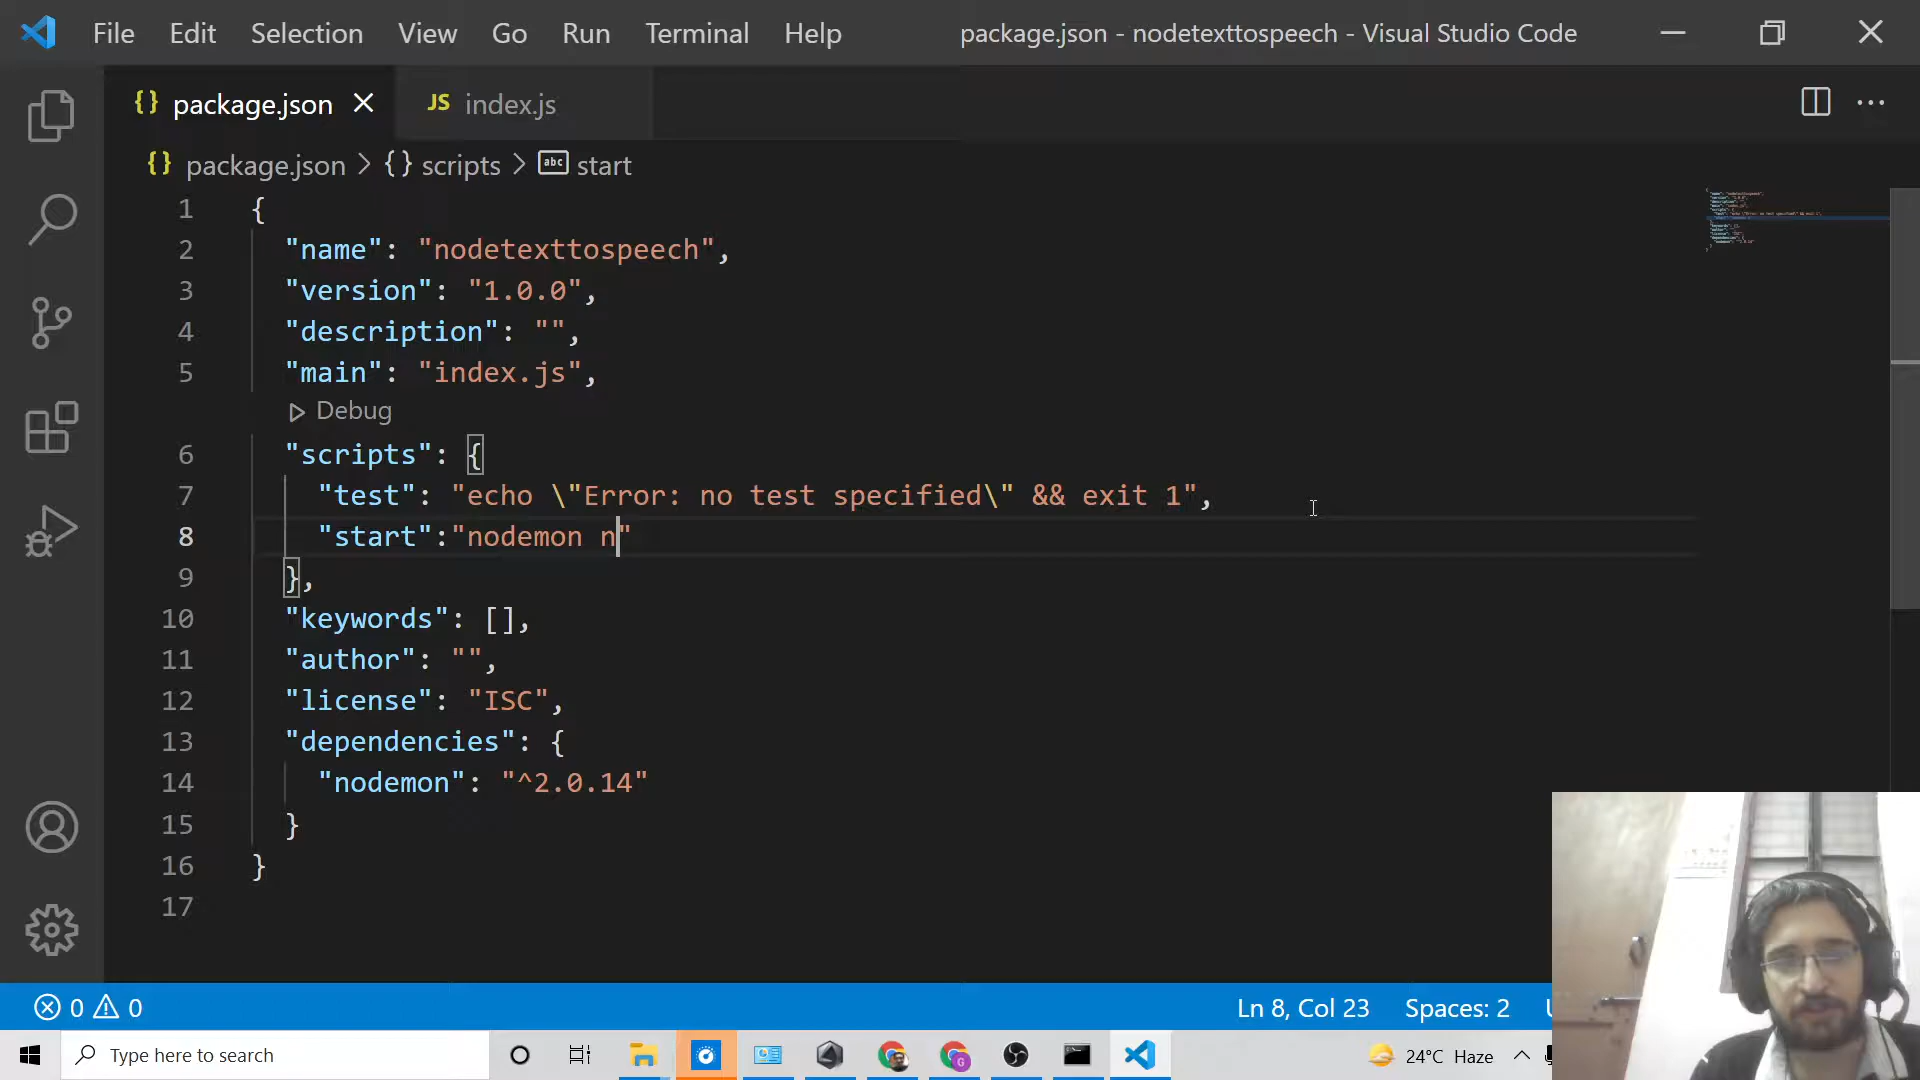 File Edit Selection View Go Run Terminal Help package.json - nodetexttospeech - Visual Studio Code
{} package.json JS index.js
{} package.json > {} scripts > abc start
1 {
2 "name": "nodetexttospeech",
3 "version": "1.0.0",
4 "description": "",
5 "main": "index.js",
Debug
6 "scripts": {
7 "test": "echo \"Error: no test specified\" && exit 1",
8 "start":"nodemon n"
9 },
10 "keywords": [],
11 "author": "",
12 "license": "ISC",
13 "dependencies": {
14 "nodemon": "^2.0.14"
15 }
16 }
17
0 0 Ln 8, Col 23 Spaces: 2
Type here to search 24°C Haze